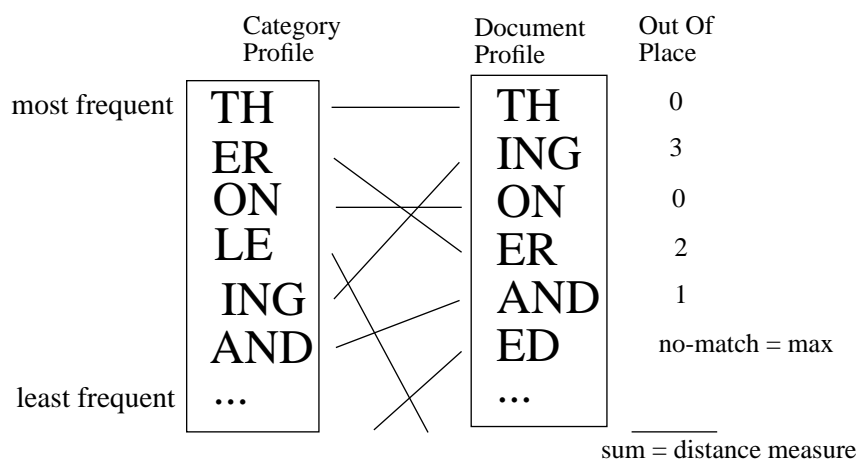 Category
Profile
Document
Profile
Out Of
Place
most frequent
TH
ER
ON
LE
ING
AND
...
least frequent
TH
ING
ON
ER
AND
ED
...
0
3
0
2
1
no-match = max
sum = distance measure